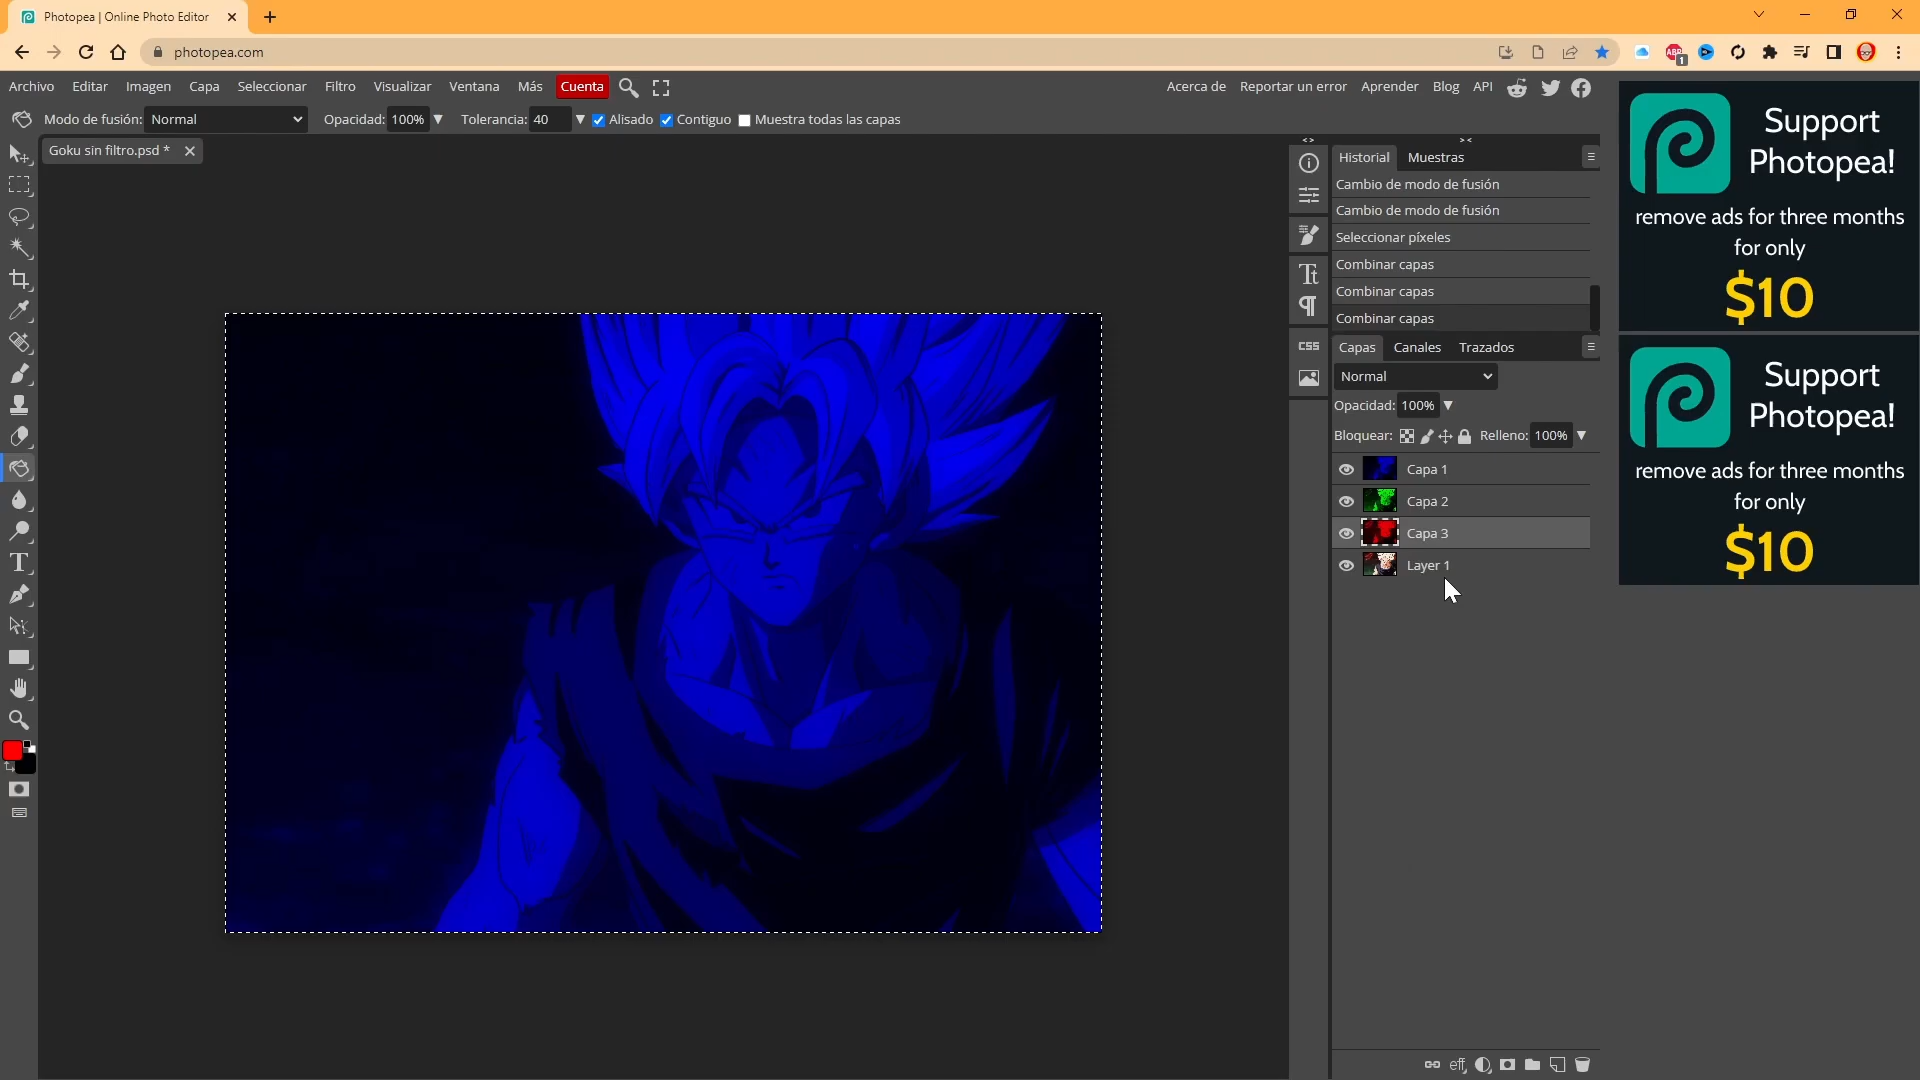 Photopea | Online Photo Editor
photopea.com
ABP
1
Archivo Editar Imagen Capa Seleccionar Filtro Visualizar Ventana Más Cuenta
Acerca de Reportar un error Aprender Blog API
Modo de fusión: Normal Opacidad: 100% Tolerancia: 40 Alisado Contiguo Muestra todas las capas
Goku sin filtro.psd *
Historial Muestras
Cambio de modo de fusión
Cambio de modo de fusión
Seleccionar píxeles
Combinar capas
Combinar capas
Combinar capas
CSS
Capas Canales Trazados
Normal
Opacidad: 100%
Bloquear: Relleno: 100%
Capa 1
Capa 2
Capa 3
Layer 1
eff
Support
Photopea!
remove ads for three months
for only
$10
Support
Photopea!
remove ads for three months
for only
$10